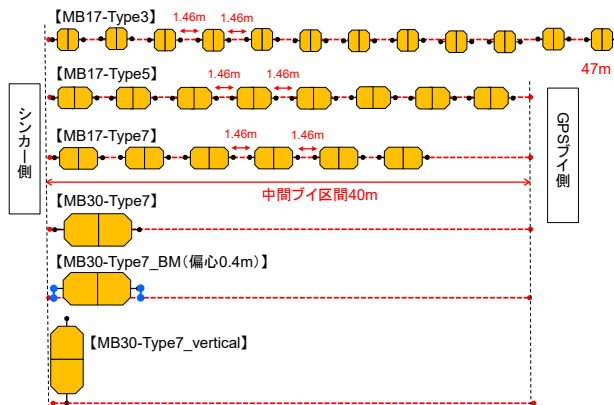 【MB17-Type3】
1.46m
1.46m
47m
【MB17-Type5】
1.46m
1.46m
シンカー側
GPSブイ側
【MB17-Type7】
1.46m
1.46m
中間ブイ区間40m
【MB30-Type7】
【MB30-Type7_BM(偏心0.4m)】
【MB30-Type7_vertical】